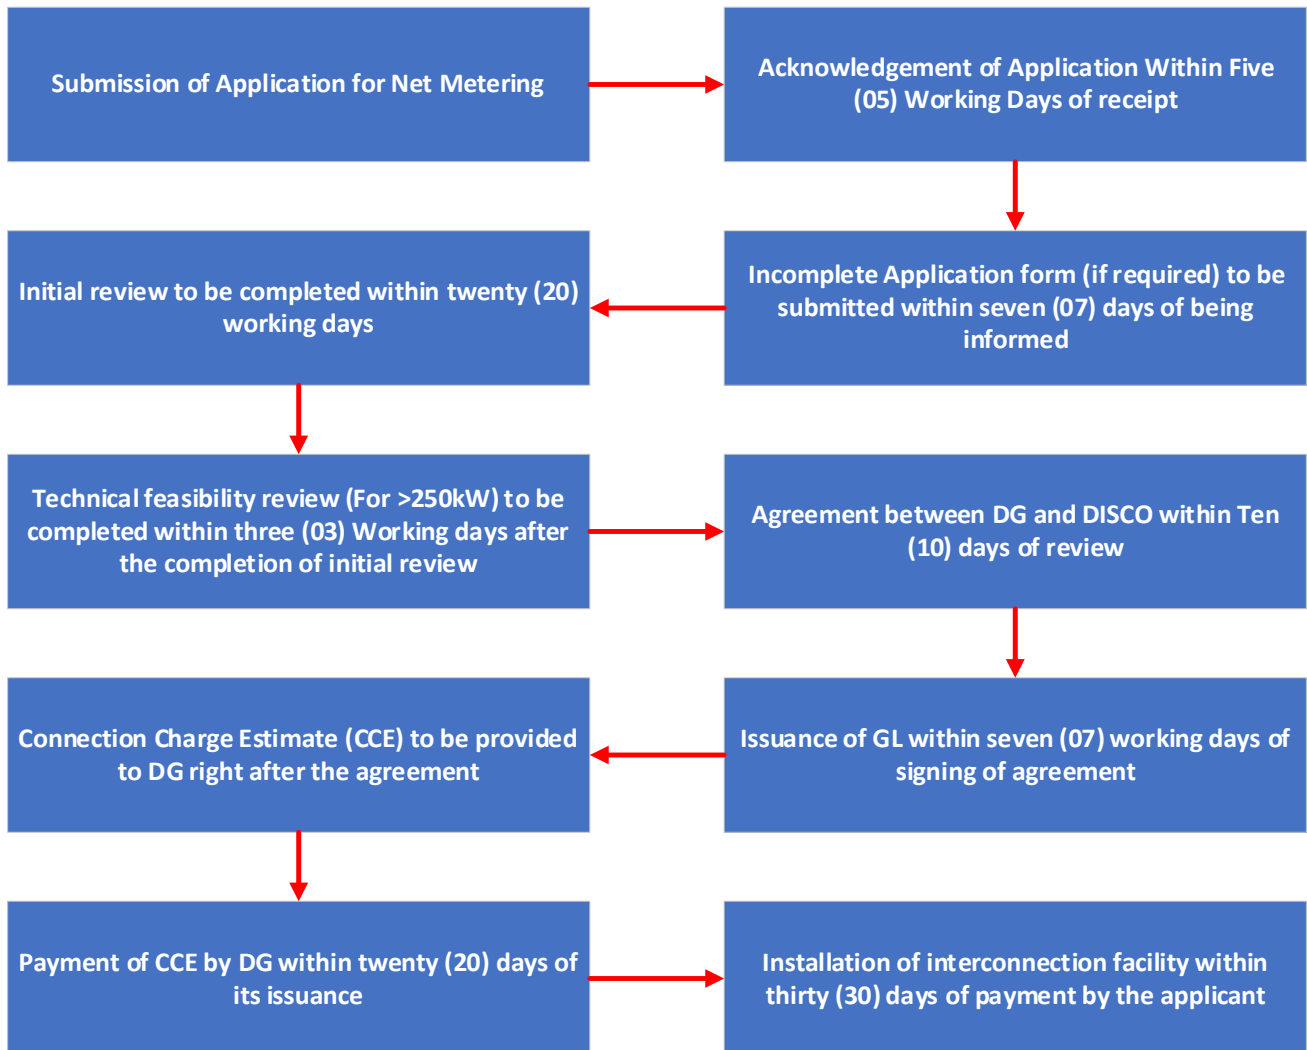 Submission of Application for Net Metering
Acknowledgement of Application Within Five
(05) Working Days of receipt
Incomplete Application form (if required) to be
submitted within seven (07) days of being
informed
Initial review to be completed within twenty (20)
working days
Technical feasibility review (For >250kW) to be
completed within three (03) Working days after
the completion of initial review
Agreement between DG and DISCO within Ten
(10) days of review
Issuance of GL within seven (07) working days of
signing of agreement
Connection Charge Estimate (CCE) to be provided
to DG right after the agreement
Payment of CCE by DG within twenty (20) days of
its issuance
Installation of interconnection facility within
thirty (30) days of payment by the applicant